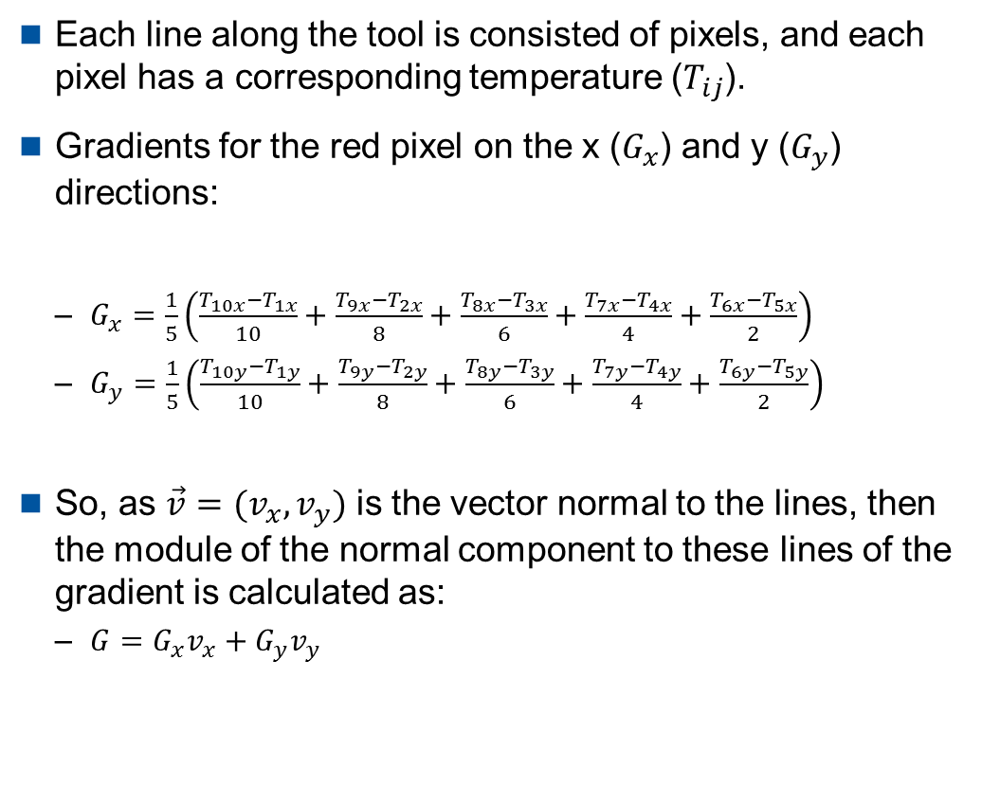 ■ Each line along the tool is consisted of pixels, and each
pixel has a corresponding temperature (T_{ij}).
■ Gradients for the red pixel on the x (G_x) and y (G_y)
directions:
– G_x = \frac{1}{5}\left(\frac{T_{10x}-T_{1x}}{10} + \frac{T_{9x}-T_{2x}}{8} + \frac{T_{8x}-T_{3x}}{6} + \frac{T_{7x}-T_{4x}}{4} + \frac{T_{6x}-T_{5x}}{2}\right)
– G_y = \frac{1}{5}\left(\frac{T_{10y}-T_{1y}}{10} + \frac{T_{9y}-T_{2y}}{8} + \frac{T_{8y}-T_{3y}}{6} + \frac{T_{7y}-T_{4y}}{4} + \frac{T_{6y}-T_{5y}}{2}\right)
■ So, as \vec{v} = (v_x, v_y) is the vector normal to the lines, then
the module of the normal component to these lines of the
gradient is calculated as:
– G = G_x v_x + G_y v_y